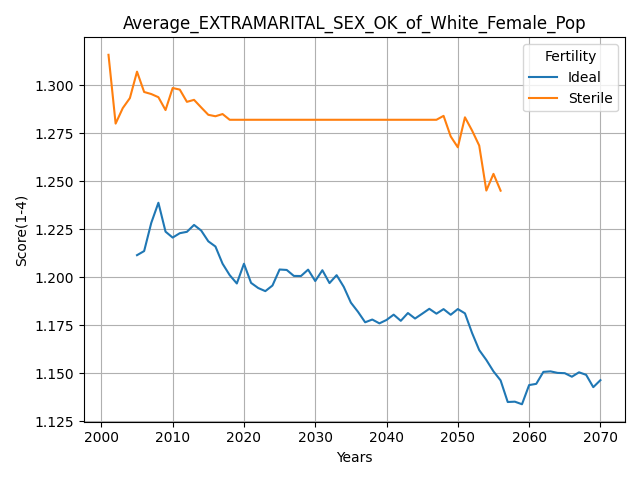 Average_EXTRAMARITAL_SEX_OK_of_White_Female_Pop
Fertility
Ideal
Sterile
Score(1-4)
1.300
1.275
1.250
1.225
1.200
1.175
1.150
1.125
2000 2010 2020 2030 2040 2050 2060 2070
Years